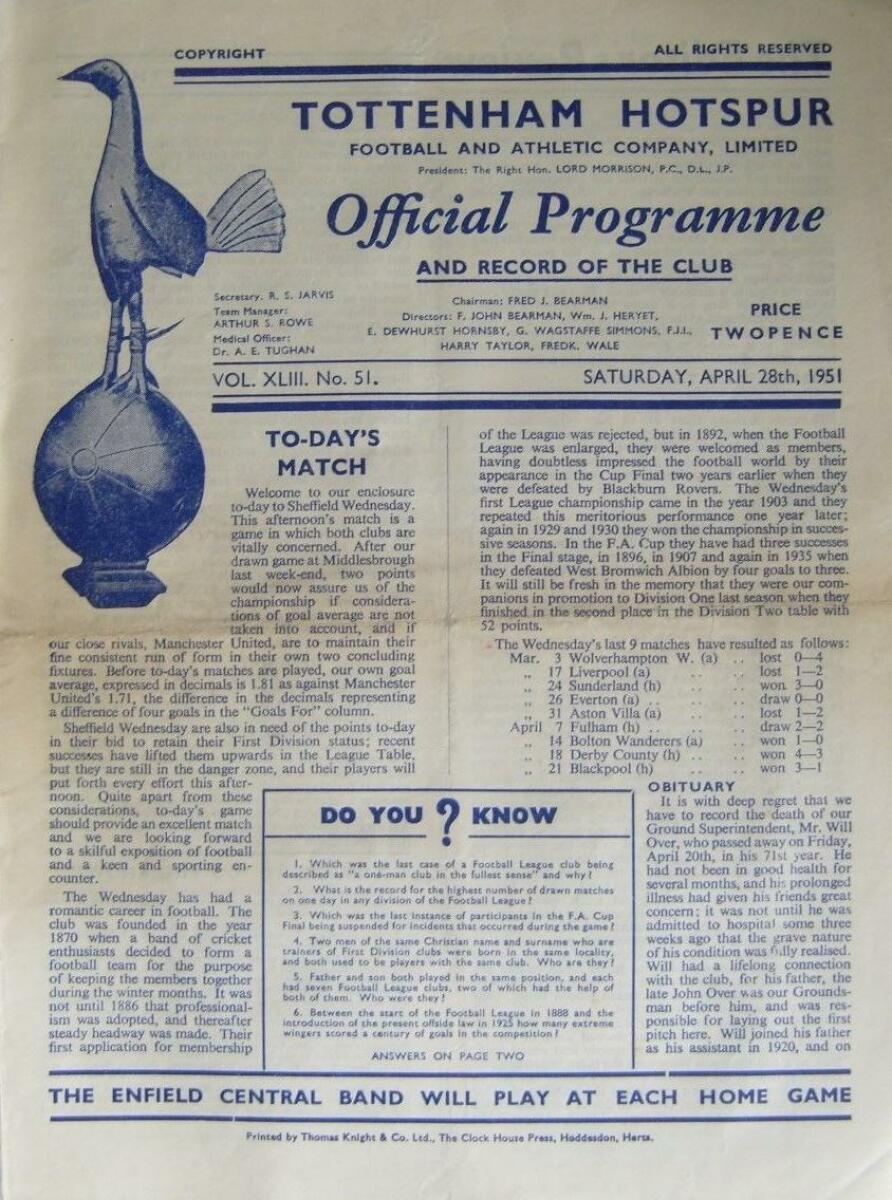 COPYRIGHT
ALL RIGHTS RESERVED
TOTTENHAM HOTSPUR
FOOTBALL AND ATHLETIC COMPANY, LIMITED
President: The Right Hon. LORD MORRISON, P.C., D.L., J.P.
Official Programme
AND RECORD OF THE CLUB
Secretary. R. S. JARVIS
Team Manager:
ARTHUR S. ROWE
Medical Officer:
Dr. A. E. TUGHAN
Chairman: FRED J. BEARMAN
Directors: F. JOHN BEARMAN, Wm. J. HERYET,
E. DEWHURST HORNSBY, G. WAGSTAFFE SIMMONS, F.J.I.,
HARRY TAYLOR, FREDK. WALE
PRICE
TWOPENCE
VOL. XLIII. No. 51.
SATURDAY, APRIL 28th, 1951
TO-DAY'S
MATCH
Welcome to our enclosure
to-day to Sheffield Wednesday.
This afternoon's match is a
game in which both clubs are
vitally concerned. After our
drawn game at Middlesbrough
last week-end, two points
would now assure us of the
championship if considera-
tions of goal average are not
taken into account, and if
our close rivals, Manchester United, are to maintain their
fine consistent run of form in their own two concluding
fixtures. Before to-day's matches are played, our own goal
average, expressed in decimals is 1.81 as against Manchester
United's 1.71, the difference in the decimals representing
a difference of four goals in the "Goals For" column.
Sheffield Wednesday are also in need of the points to-day
in their bid to retain their First Division status; recent
successes have lifted them upwards in the League Table,
but they are still in the danger zone, and their players will
put forth every effort this after-
noon. Quite apart from these
considerations, to-day's game
should provide an excellent match
and we are looking forward
to a skilful exposition of football
and a keen and sporting en-
counter.
The Wednesday has had a
romantic career in football. The
club was founded in the year
1870 when a band of cricket
enthusiasts decided to form a
football team for the purpose
of keeping the members together
during the winter months. It was
not until 1886 that professional-
ism was adopted, and thereafter
steady headway was made. Their
first application for membership
of the League was rejected, but in 1892, when the Football
League was enlarged, they were welcomed as members,
having doubtless impressed the football world by their
appearance in the Cup Final two years earlier when they
were defeated by Blackburn Rovers. The Wednesday's
first League championship came in the year 1903 and they
repeated this meritorious performance one year later;
again in 1929 and 1930 they won the championship in succes-
sive seasons. In the F.A. Cup they have had three successes
in the Final stage, in 1896, in 1907 and again in 1935 when
they defeated West Bromwich Albion by four goals to three.
It will still be fresh in the memory that they were our com-
panions in promotion to Division One last season when they
finished in the second place in the Division Two table with
52 points.
The Wednesday's last 9 matches have resulted as follows:
Mar. 3 Wolverhampton W. (a) .. lost 0—4
„ 17 Liverpool (a) .. .. lost 1—2
„ 24 Sunderland (h) .. .. won 3—0
„ 26 Everton (a) .. .. .. draw 0—0
„ 31 Aston Villa (a) .. .. lost 1—2
April 7 Fulham (h) .. .. .. draw 2—2
„ 14 Bolton Wanderers (a) .. won 1—0
„ 18 Derby County (h) .. .. won 4—3
„ 21 Blackpool (h) .. .. won 3—1
DO YOU ? KNOW
1. Which was the last case of a Football League club being
described as "a one-man club in the fullest sense" and why?
2. What is the record for the highest number of drawn matches
on one day in any division of the Football League?
3. Which was the last instance of participants in the F.A. Cup
Final being suspended for incidents that occurred during the game?
4. Two men of the same Christian name and surname who are
trainers of First Division clubs were born in the same locality,
and both used to be players with the same club. Who are they?
5. Father and son both played in the same position, and each
had seven Football League clubs, two of which had the help of
both of them. Who were they?
6. Between the start of the Football League in 1888 and the
introduction of the present offside law in 1925 how many extreme
wingers scored a century of goals in the competition?
ANSWERS ON PAGE TWO
OBITUARY
It is with deep regret that we
have to record the death of our
Ground Superintendent, Mr. Will
Over, who passed away on Friday,
April 20th, in his 71st year. He
had not been in good health for
several months, and his prolonged
illness had given his friends great
concern; it was not until he was
admitted to hospital some three
weeks ago that the grave nature
of his condition was fully realised.
Will had a lifelong connection
with the club, for his father, the
late John Over was our Grounds-
man before him, and was res-
ponsible for laying out the first
pitch here. Will joined his father
as his assistant in 1920, and on
THE ENFIELD CENTRAL BAND WILL PLAY AT EACH HOME GAME
Printed by Thomas Knight & Co. Ltd., The Clock House Press, Hoddesdon, Herts.